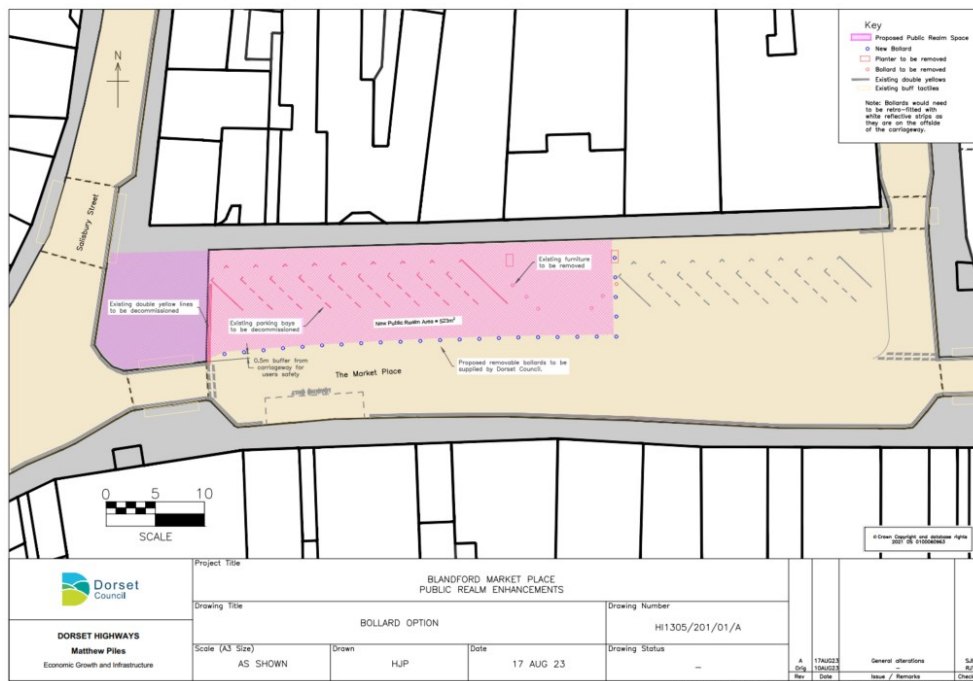 Key
Proposed Public Realm Space
New Bollard
Planter to be removed
Bollard to be removed
Existing double yellows
Existing buff tactiles
Note: Bollards would need
to be retro-fitted with
white reflective strips as
they are on the offside
of the carriageway.
N
Salisbury Street
Existing furniture
to be removed
Existing double yellow lines
to be decommissioned
Existing parking bays
to be decommissioned
New Public Realm Area = 523m²
0.5m buffer from
carriageway for
users safety
The Market Place
Proposed removable bollards to be
supplied by Dorset Council.
0 5 10
SCALE
© Crown Copyright and database rights
2021 OS 0100060963
Dorset
Council
DORSET HIGHWAYS
Matthew Piles
Economic Growth and Infrastructure
Project Title
BLANDFORD MARKET PLACE
PUBLIC REALM ENHANCEMENTS
Drawing Title
BOLLARD OPTION
Drawing Number
HI1305/201/01/A
Scale (A3 Size)
AS SHOWN
Drawn
HJP
Date
17 AUG 23
Drawing Status
–
A 17AUG23 General alterations
Orig 10AUG23 –
Rev Date Issue / Remarks